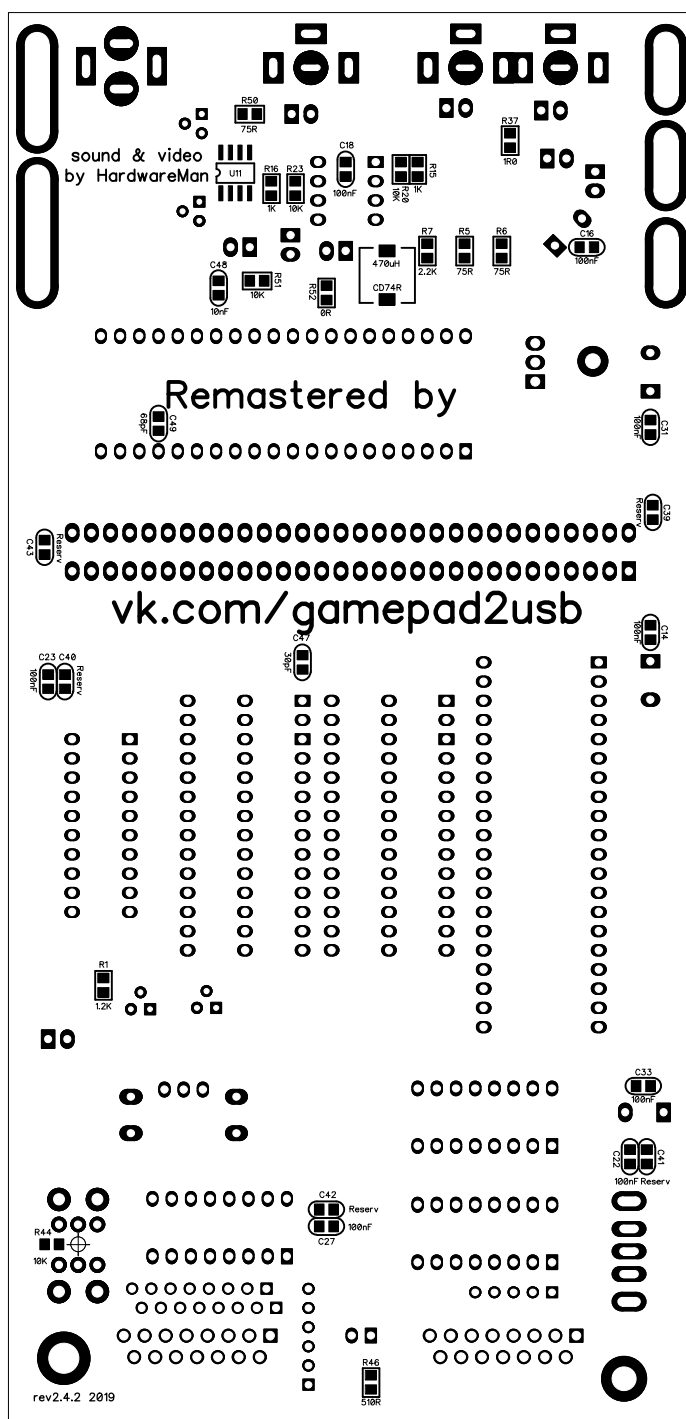 R50
75R
R37
1R0
sound & video
by HardwareMan
U11
C18
100nF
R16
1K
R23
10K
R20
10K
R15
1K
R7
2.2K
R5
75R
R6
75R
C16
100nF
C48
10nF
R51
10K
R52
0R
470uH
CD74R
Remastered by
C49
68pF
C31
100nF
C39
Reserv
C43
Reserv
vk.com/gamepad2usb
C14
100nF
C47
30pF
C23
100nF
C40
Reserv
R1
1.2K
C33
100nF
C22
100nF
C41
Reserv
C42
Reserv
100nF
C27
R44
10K
R46
510R
rev2.4.2 2019